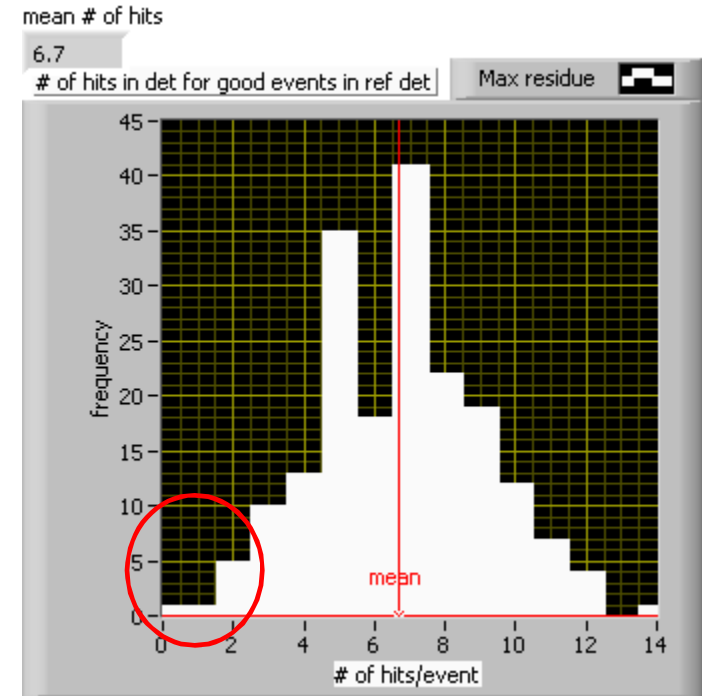 mean # of hits
6.7
# of hits in det for good events in ref det
Max residue
45
40
35
30
25
20
15
10
5
0
frequency
mean
0 2 4 6 8 10 12 14
# of hits/event